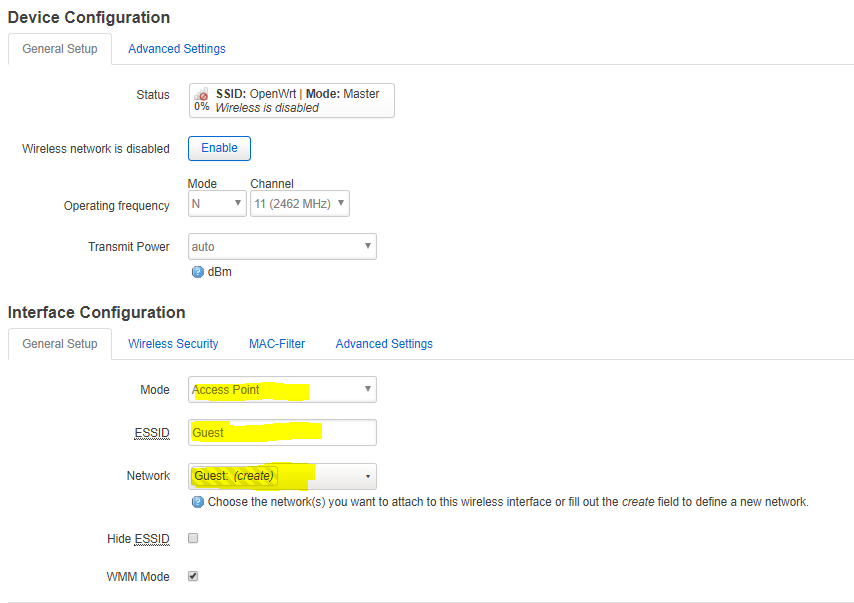 Device Configuration
General Setup Advanced Settings
Status SSID: OpenWrt | Mode: Master
0% Wireless is disabled
Wireless network is disabled Enable
Mode Channel
Operating frequency N 11 (2462 MHz)
Transmit Power auto
dBm
Interface Configuration
General Setup Wireless Security MAC-Filter Advanced Settings
Mode Access Point
ESSID Guest
Network Guest: (create)
Choose the network(s) you want to attach to this wireless interface or fill out the create field to define a new network.
Hide ESSID
WMM Mode